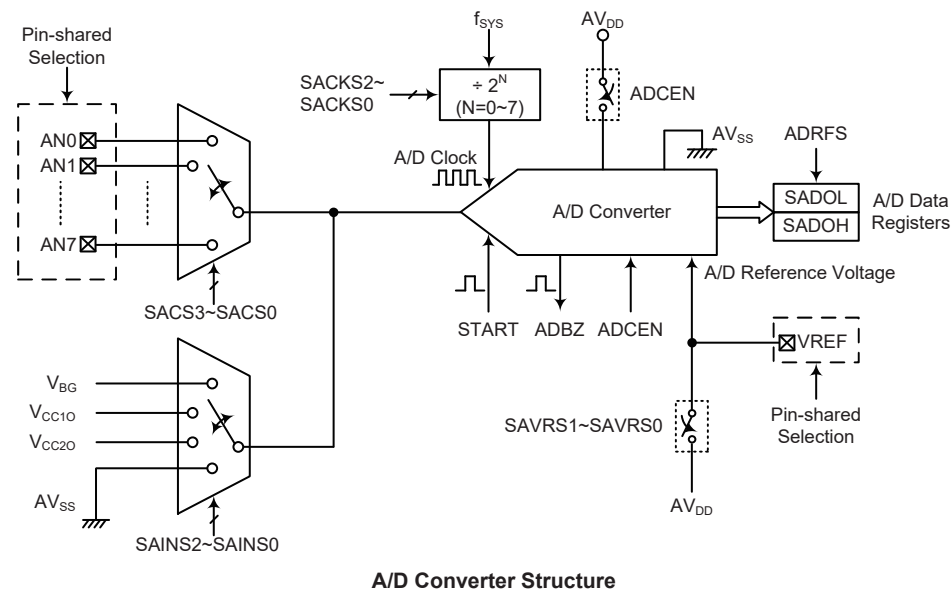 Pin-shared
Selection
AN0
AN1
AN7
SACS3~SACS0
f_SYS
SACKS2~
SACKS0
÷ 2^N
(N=0~7)
A/D Clock
AV_DD
ADCEN
AV_SS
A/D Converter
ADRFS
SADOL
SADOH
A/D Data
Registers
START
ADBZ
ADCEN
A/D Reference Voltage
VREF
Pin-shared
Selection
SAVRS1~SAVRS0
AV_DD
V_BG
V_CC1O
V_CC2O
AV_SS
SAINS2~SAINS0
A/D Converter Structure